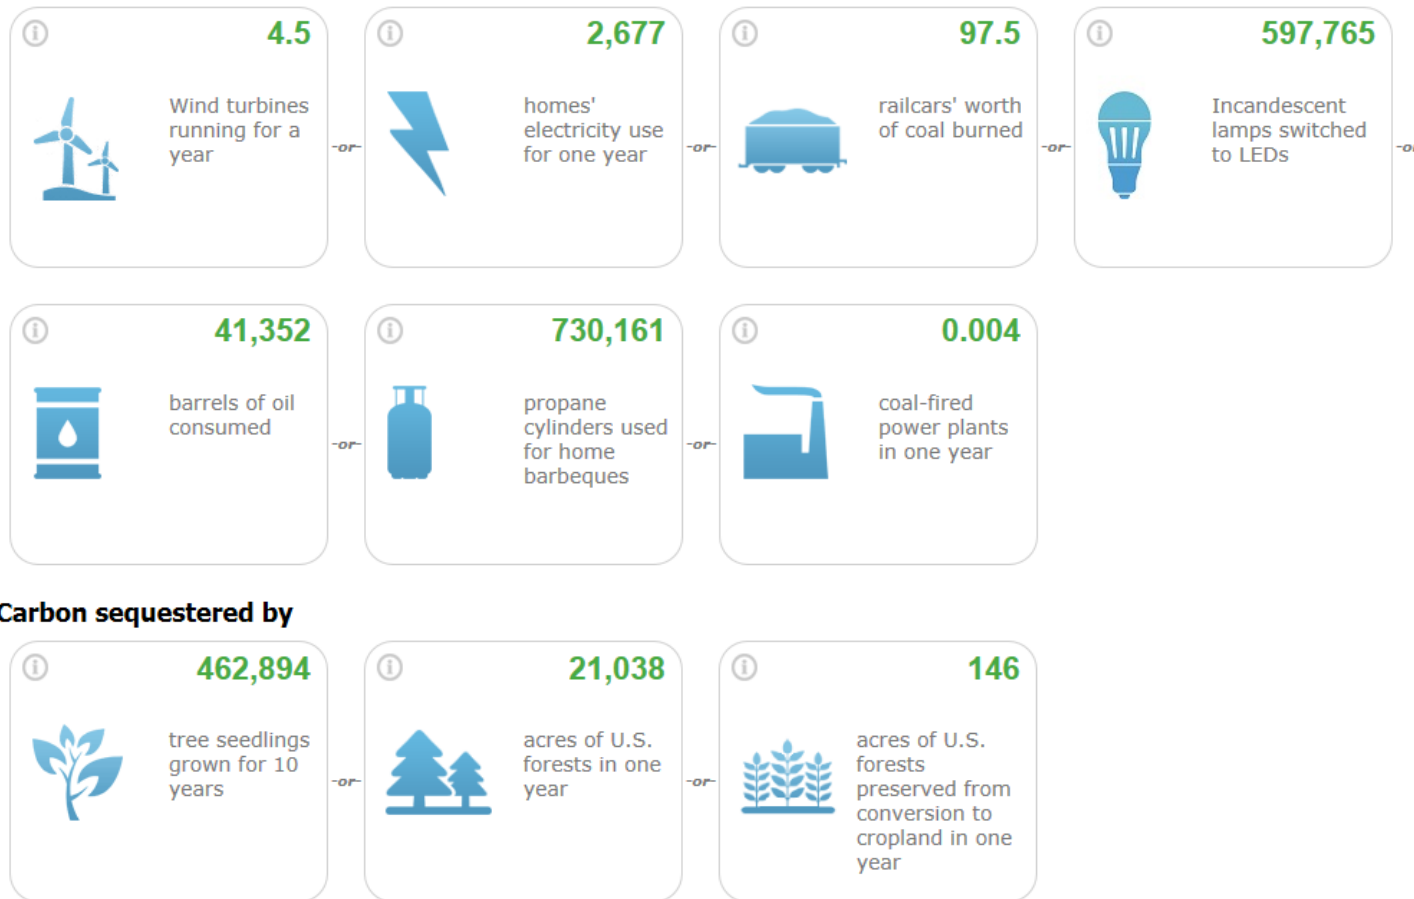 4.5
Wind turbines
running for a
year
-or-
2,677
homes'
electricity use
for one year
-or-
97.5
railcars' worth
of coal burned
-or-
597,765
Incandescent
lamps switched
to LEDs
41,352
barrels of oil
consumed
-or-
730,161
propane
cylinders used
for home
barbeques
-or-
0.004
coal-fired
power plants
in one year
Carbon sequestered by
462,894
tree seedlings
grown for 10
years
-or-
21,038
acres of U.S.
forests in one
year
-or-
146
acres of U.S.
forests
preserved from
conversion to
cropland in one
year